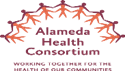 Alameda
Health
Consortium
WORKING TOGETHER FOR THE
HEALTH OF OUR COMMUNITIES